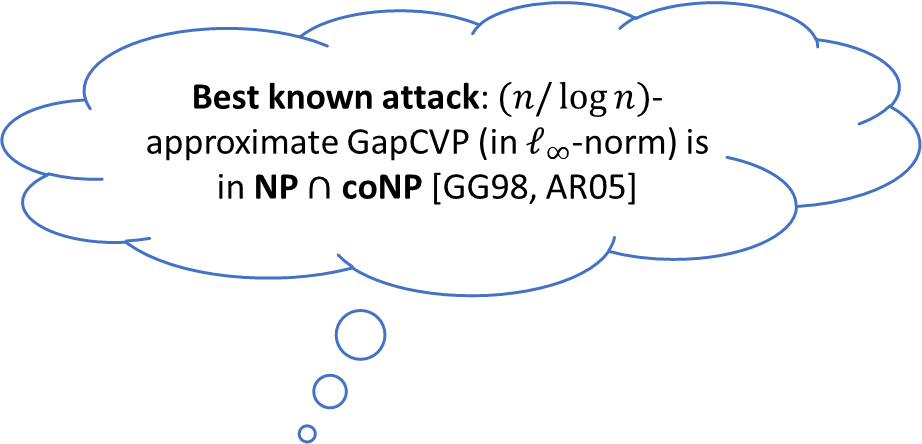 Best known attack: (n/ log n)-
approximate GapCVP (in ℓ∞-norm) is
in NP ∩ coNP [GG98, AR05]